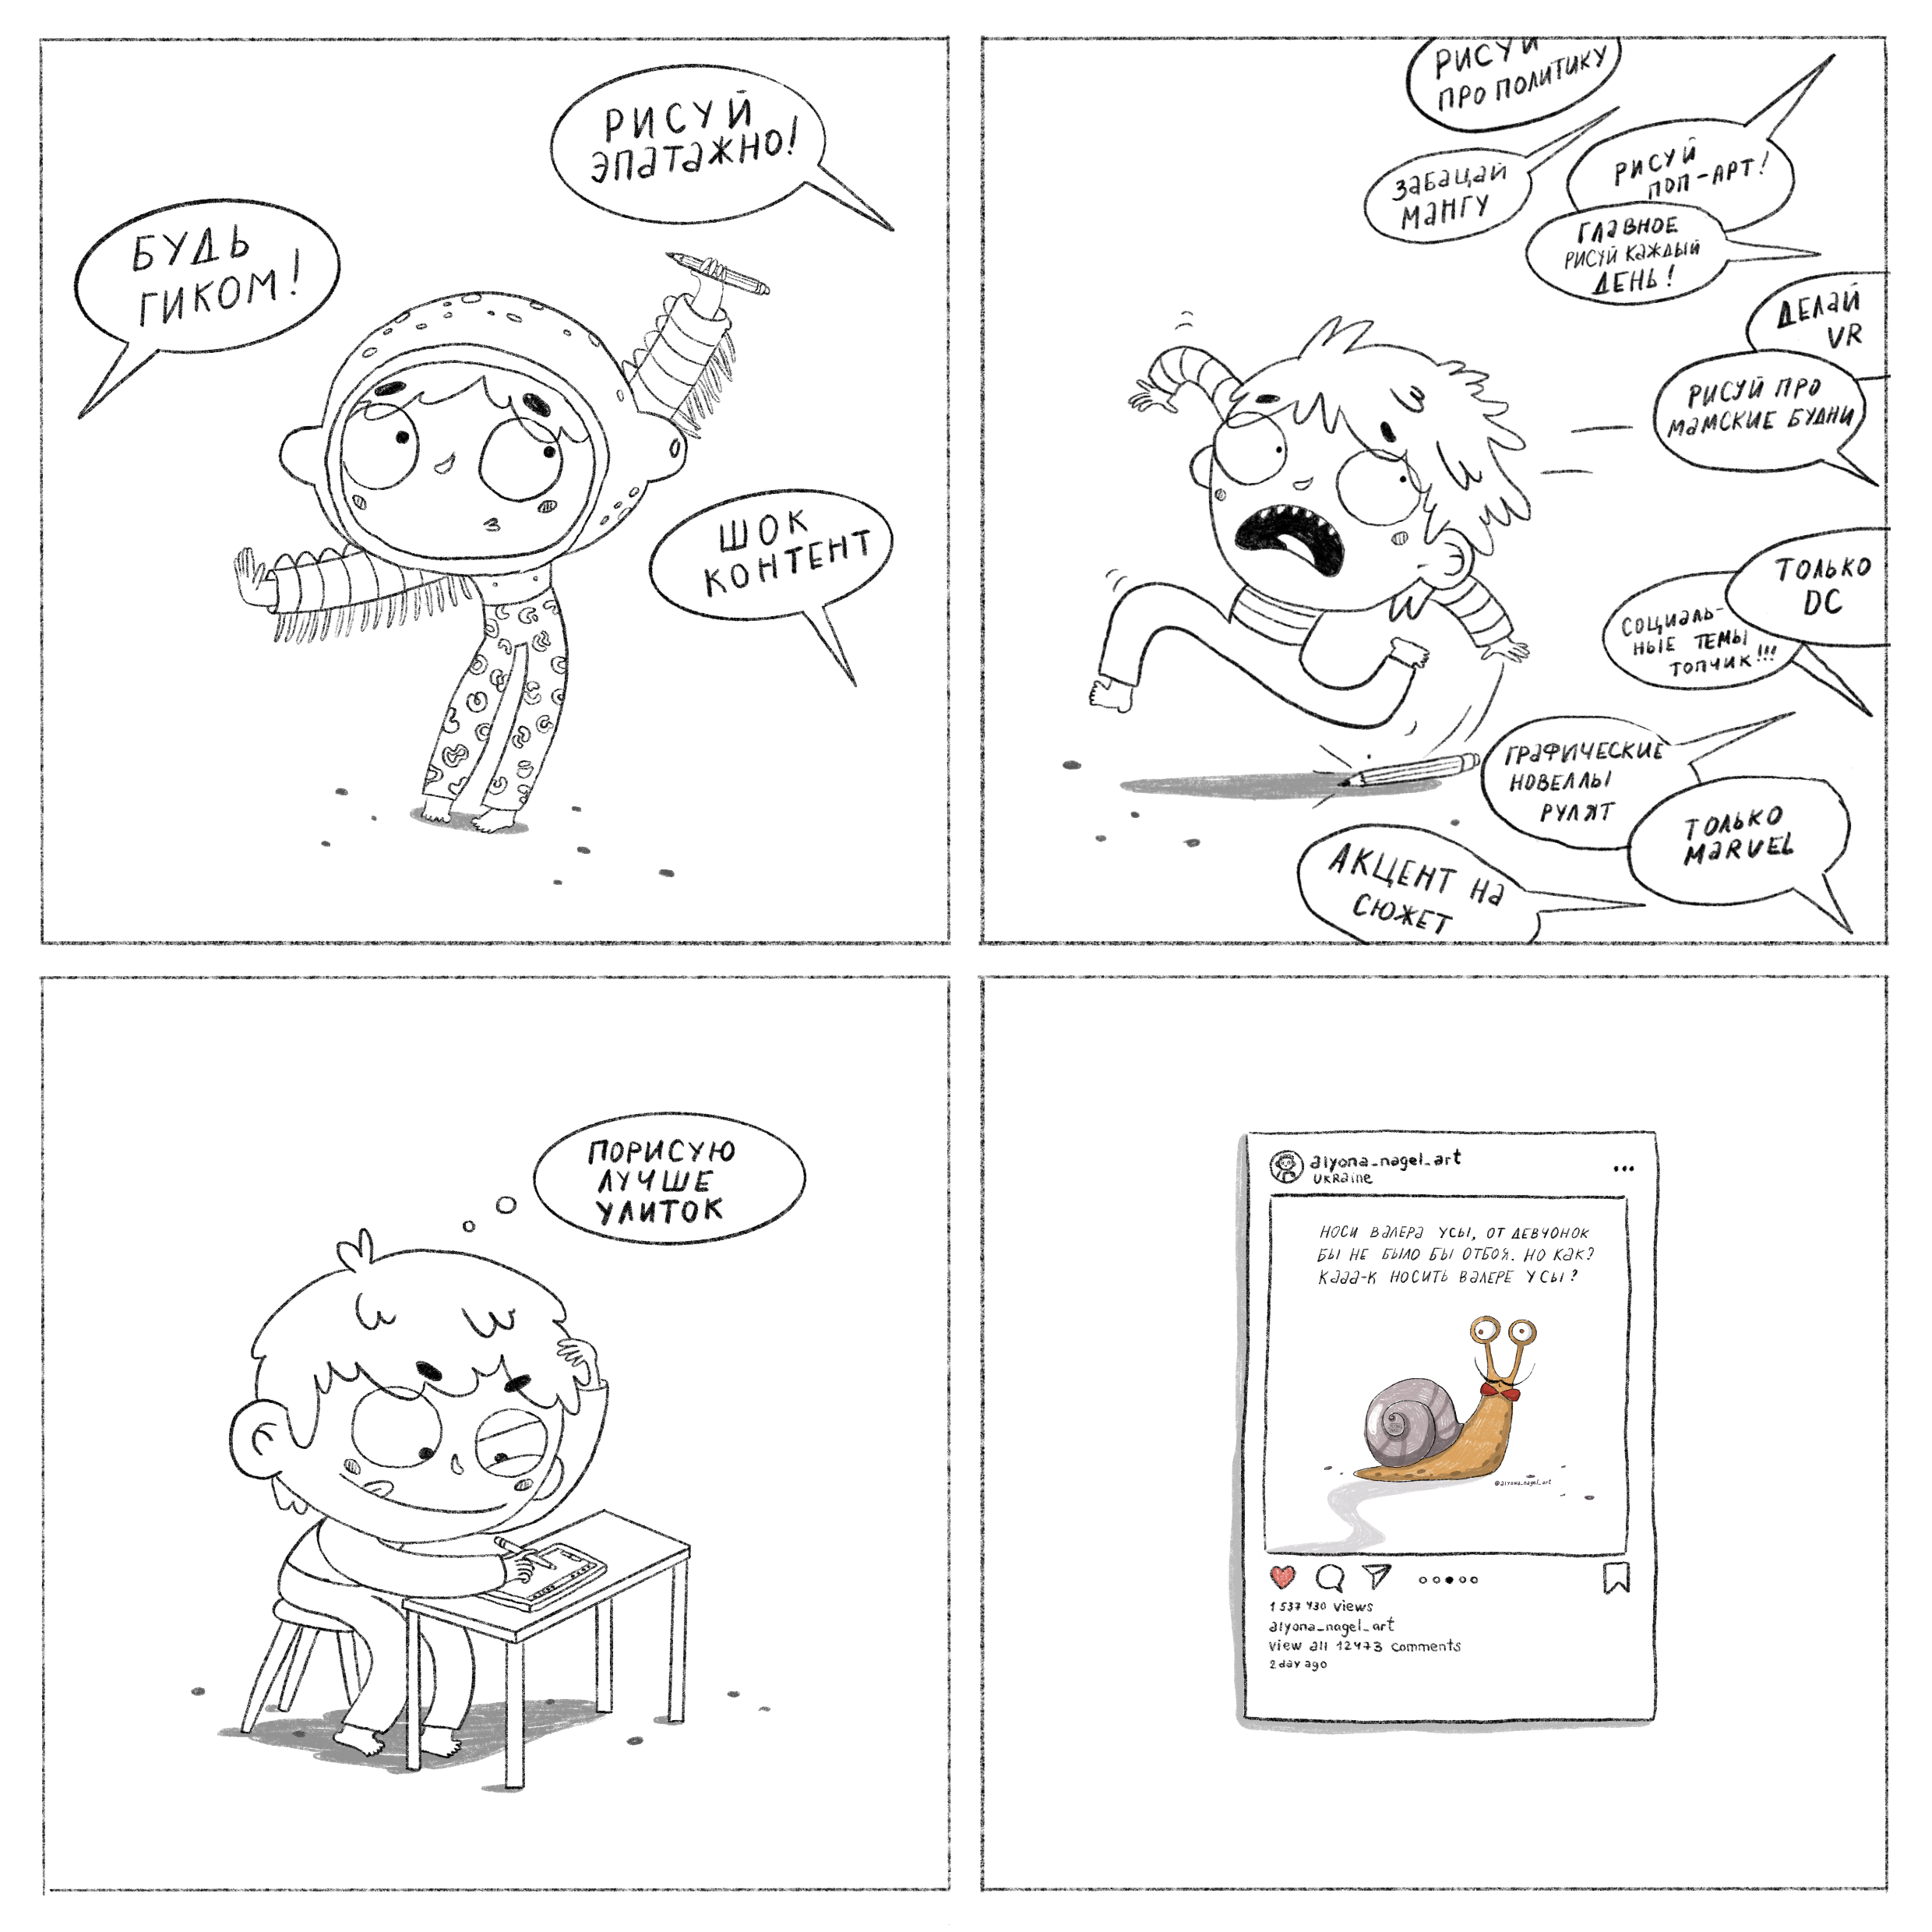 РИСУЙ
ЭПАТАЖНО!
БУДЬ
ГИКОМ!
ШОК
КОНТЕНТ
РИСУЙ
ПРО ПОЛИТИКУ
ЗАБАЦАЙ
МАНГУ
РИСУЙ
ПОП-АРТ!
ГЛАВНОЕ
РИСУЙ КАЖДЫЙ
ДЕНЬ!
ДЕЛАЙ
VR
РИСУЙ ПРО
МАМСКИЕ БУДНИ
ТОЛЬКО
DC
СОЦИАЛЬ-
НЫЕ ТЕМЫ
ТОПЧИК!!!
ГРАФИЧЕСКИЕ
НОВЕЛЛЫ
РУЛЯТ
ТОЛЬКО
MARVEL
АКЦЕНТ НА
СЮЖЕТ
ПОРИСУЮ
ЛУЧШЕ
УЛИТОК
alyona_nagel_art
UKRaine
НОСИ ВАЛЕРА УСЫ, ОТ ДЕВЧОНОК
БЫ НЕ БЫЛО БЫ ОТБОЯ. НО КАК?
КААА-К НОСИТЬ ВАЛЕРЕ УСЫ?
@alyona_nagel_art
1 537 430 views
alyona_nagel_art
view all 12473 comments
2 day ago